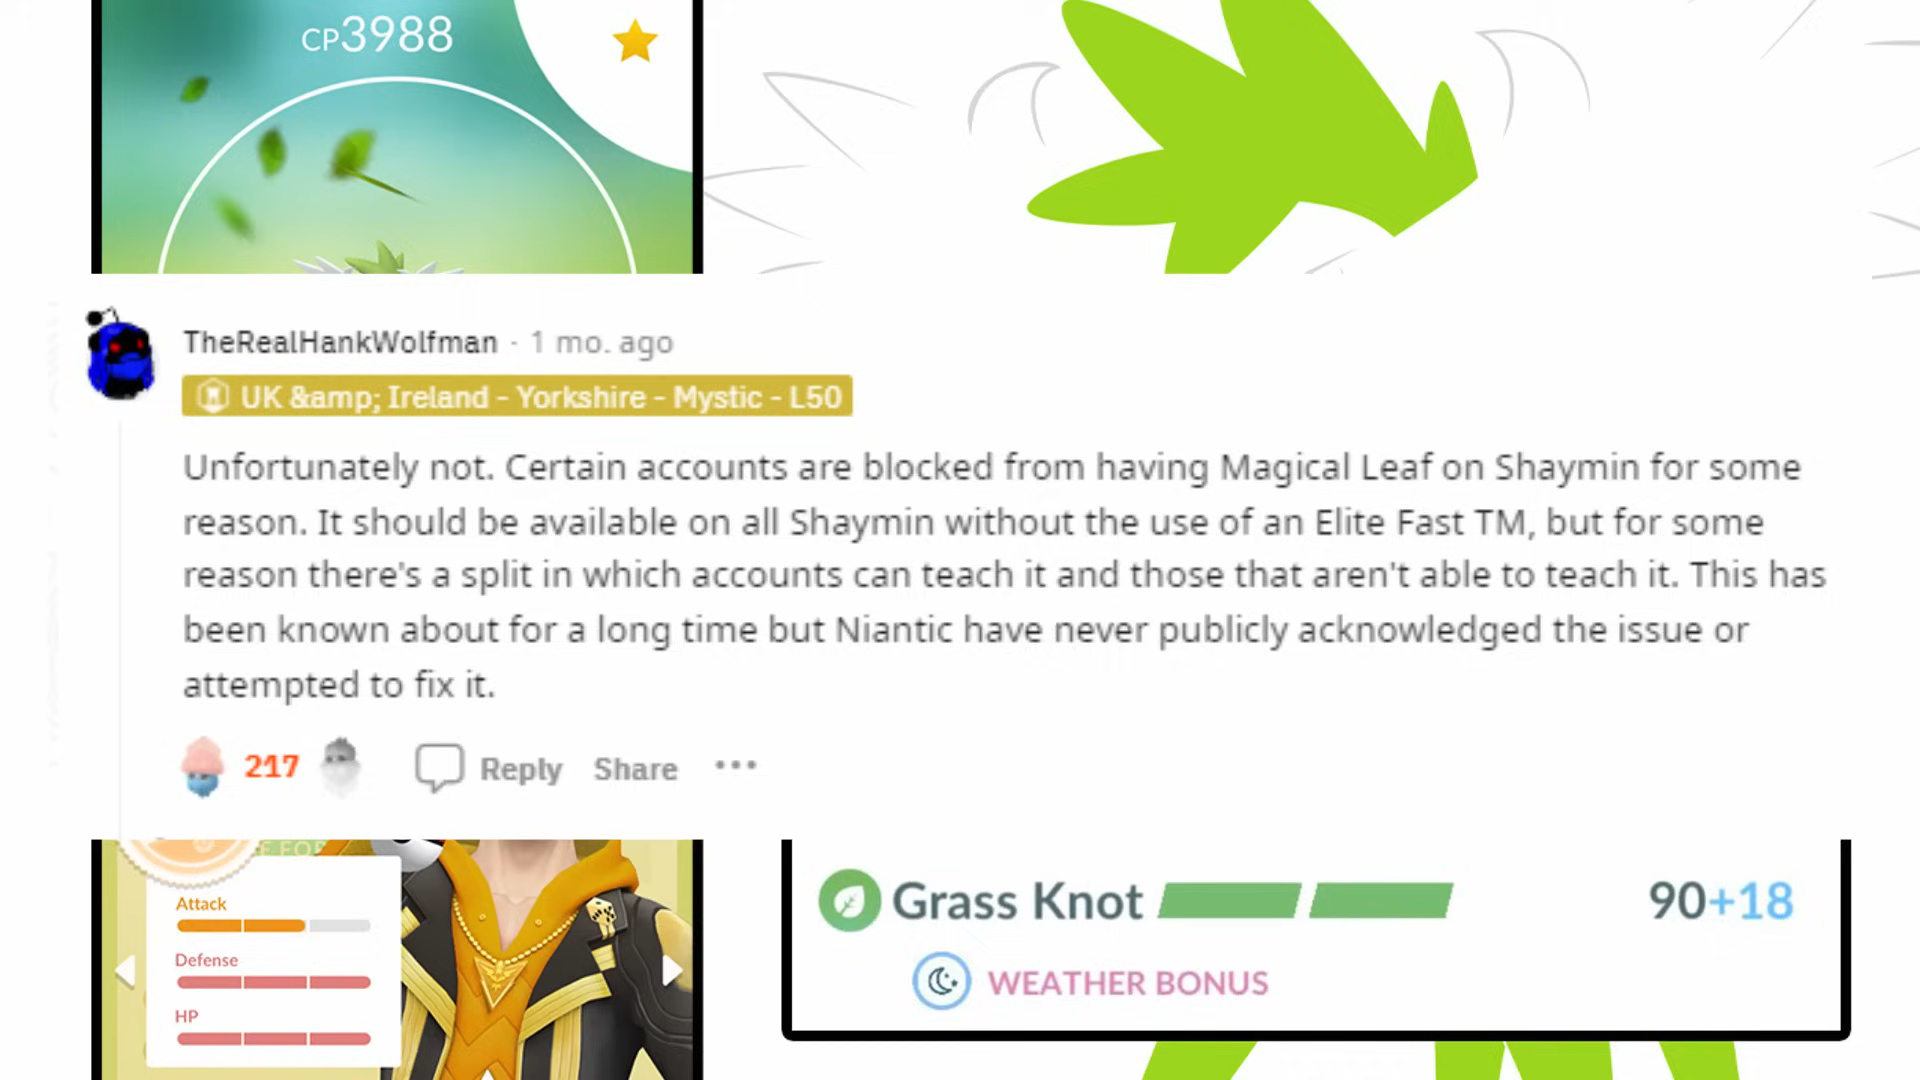 CP3988
TheRealHankWolfman · 1 mo. ago
UK &amp; Ireland - Yorkshire - Mystic - L50
Unfortunately not. Certain accounts are blocked from having Magical Leaf on Shaymin for some
reason. It should be available on all Shaymin without the use of an Elite Fast TM, but for some
reason there's a split in which accounts can teach it and those that aren't able to teach it. This has
been known about for a long time but Niantic have never publicly acknowledged the issue or
attempted to fix it.
217 Reply Share •••
Attack
Defense
HP
Grass Knot 90+18
WEATHER BONUS